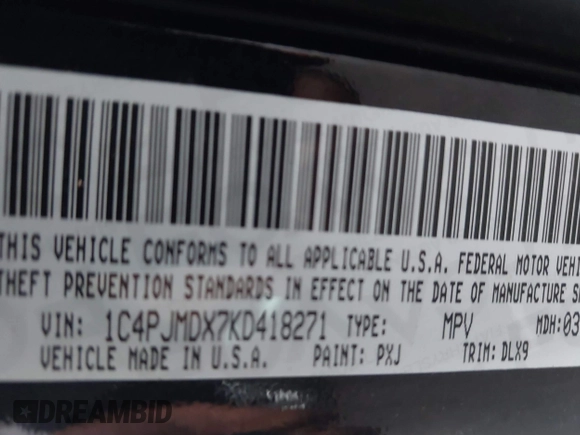 THIS VEHICLE CONFORMS TO ALL APPLICABLE U.S.A. FEDERAL MOTOR VEHI
THEFT PREVENTION STANDARDS IN EFFECT ON THE DATE OF MANUFACTURE S
VIN: 1C4PJMDX7KD418271 TYPE: MPV MDH:03
VEHICLE MADE IN U.S.A. PAINT: PXJ TRIM: DLX9
DREAMBID